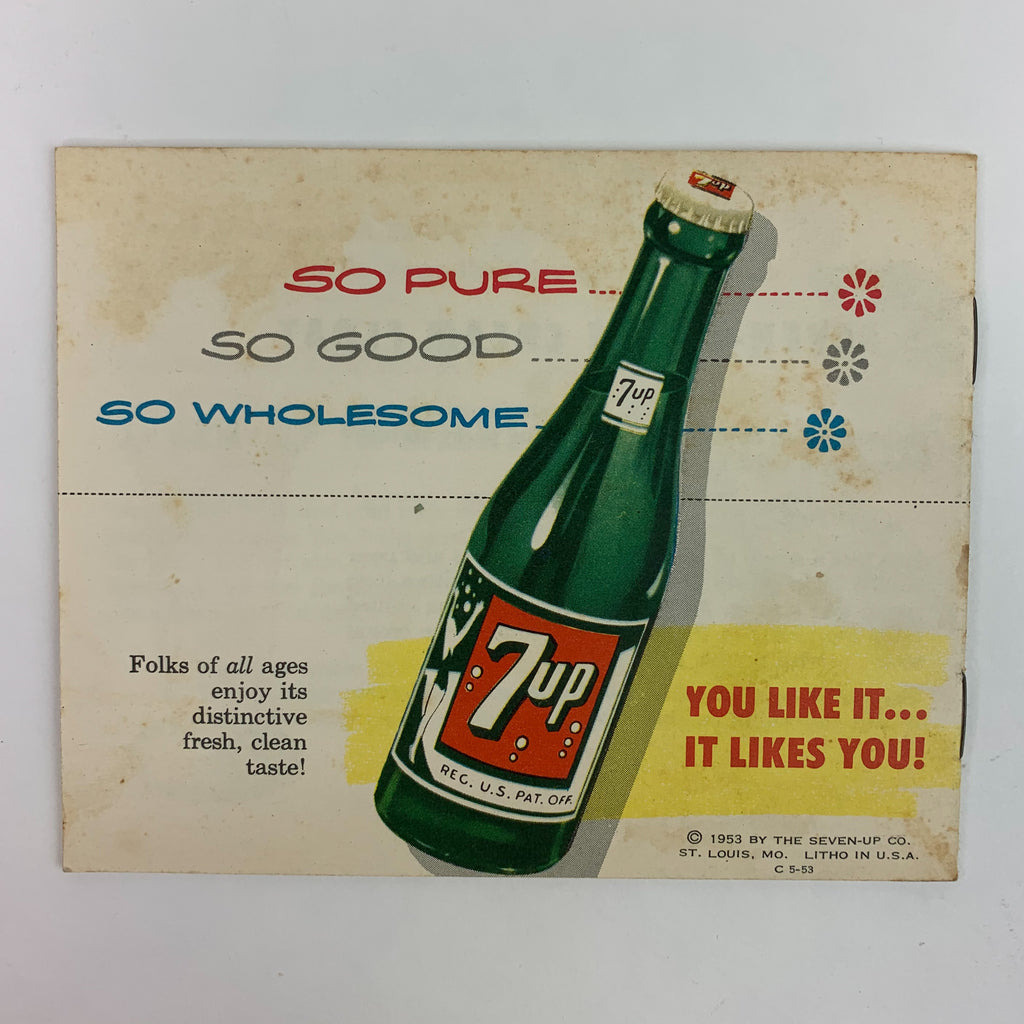 7up
SO PURE
SO GOOD
SO WHOLESOME
7up
7up
REG. U.S. PAT. OFF.
Folks of all ages
enjoy its
distinctive
fresh, clean
taste!
YOU LIKE IT...
IT LIKES YOU!
© 1953 BY THE SEVEN-UP CO.
ST. LOUIS, MO. LITHO IN U.S.A.
C 5-53